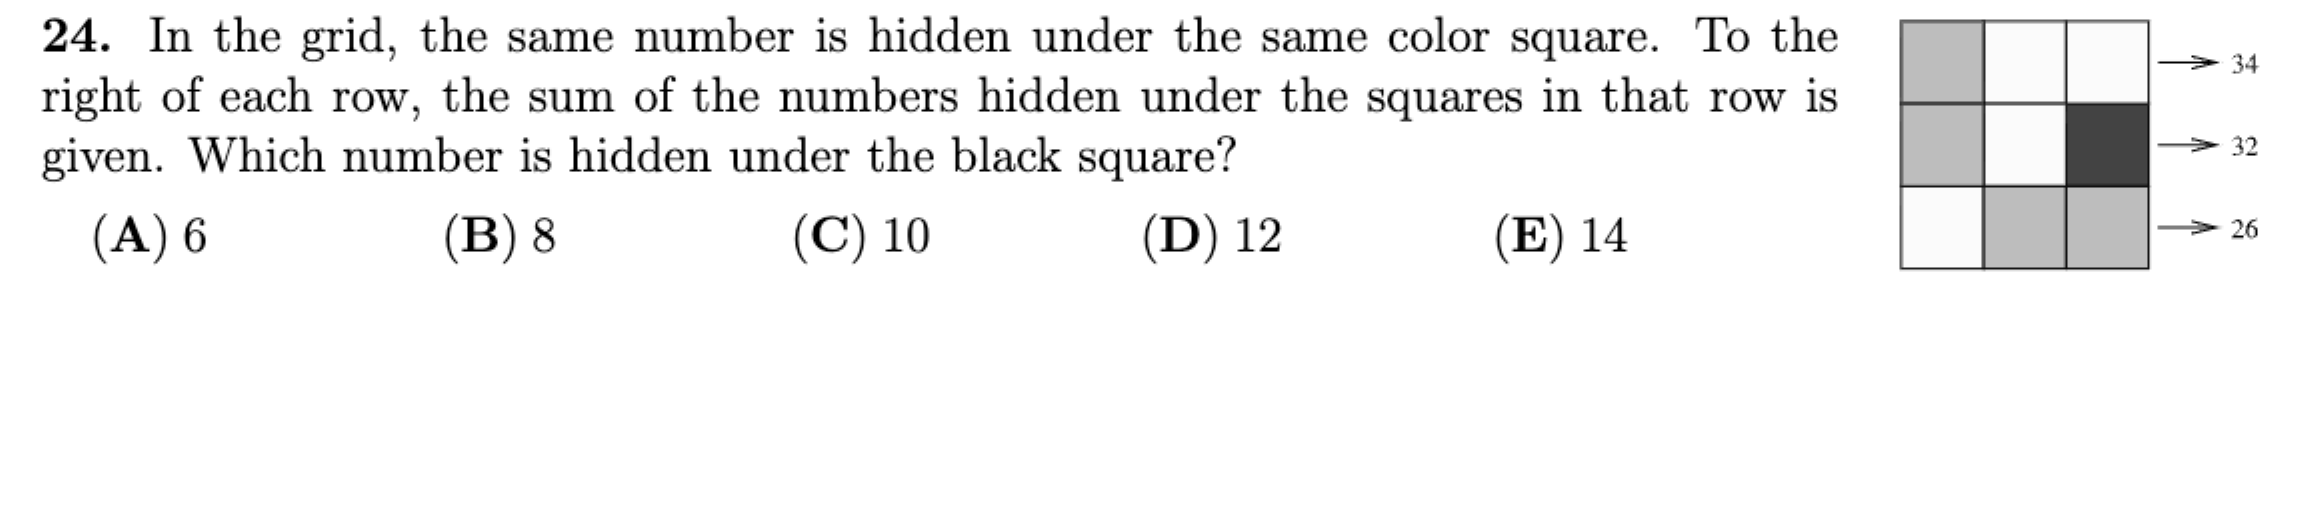 24. In the grid, the same number is hidden under the same color square. To the
right of each row, the sum of the numbers hidden under the squares in that row is
given. Which number is hidden under the black square?
(A) 6 (B) 8 (C) 10 (D) 12 (E) 14
34
32
26